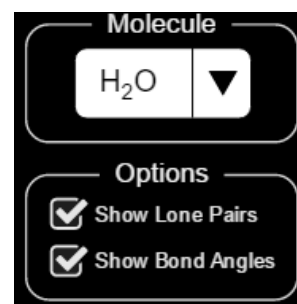 Molecule
H₂O
Options
Show Lone Pairs
Show Bond Angles